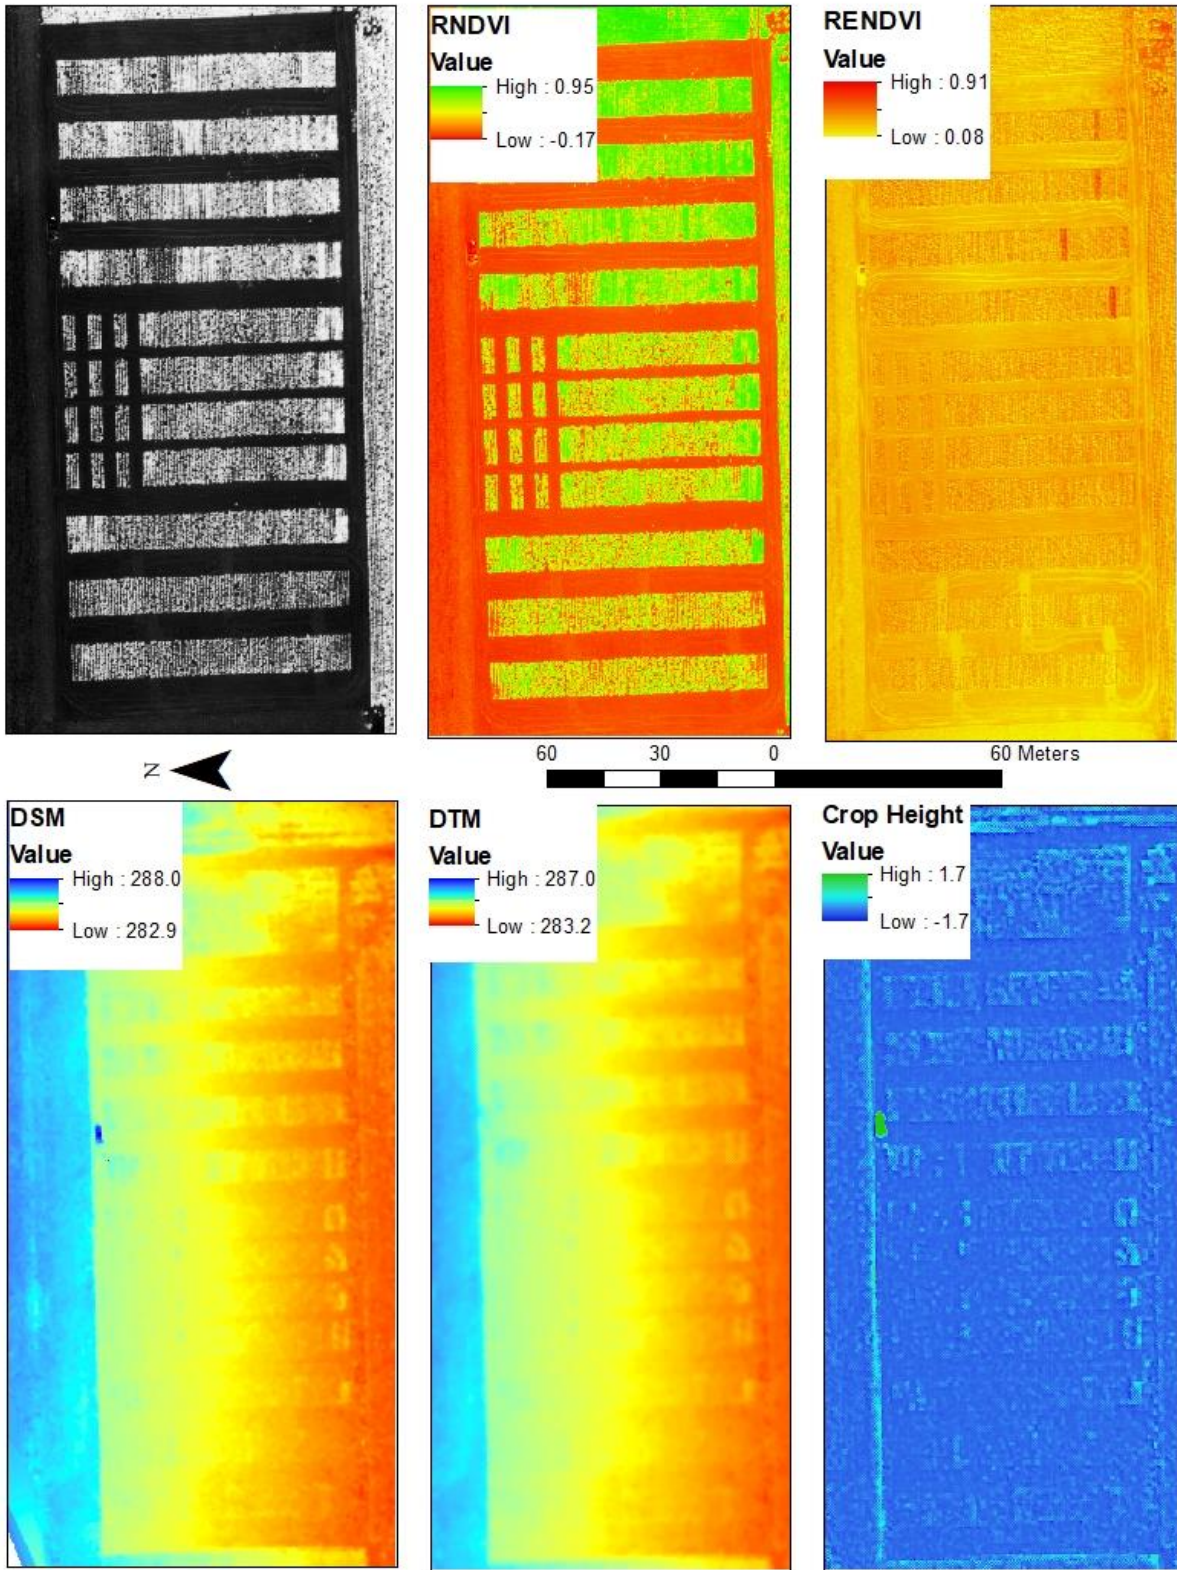 RNDVI
Value
High : 0.95
Low : -0.17
RENDVI
Value
High : 0.91
Low : 0.08
N
60 30 0 60 Meters
DSM
Value
High : 288.0
Low : 282.9
DTM
Value
High : 287.0
Low : 283.2
Crop Height
Value
High : 1.7
Low : -1.7